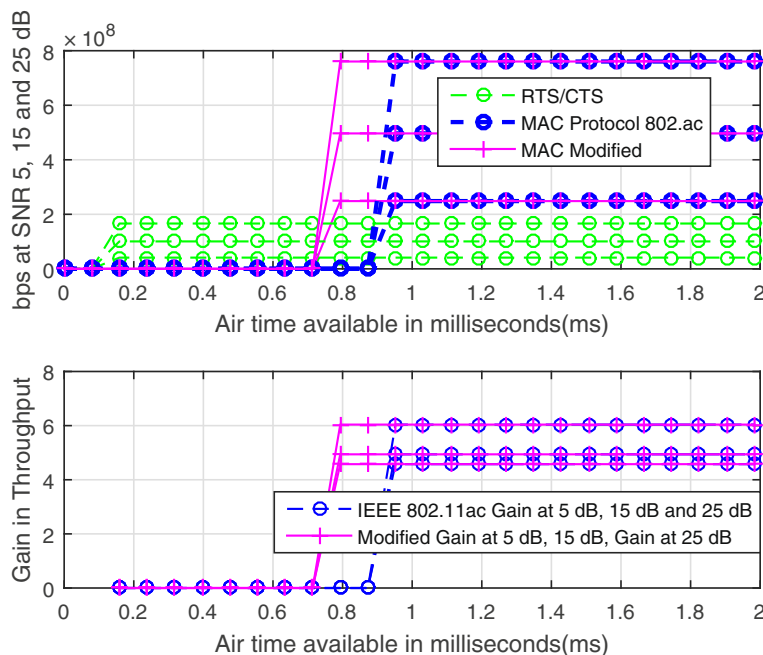 × 10^8
8
6
4
2
0
bps at SNR 5, 15 and 25 dB
RTS/CTS
MAC Protocol 802.ac
MAC Modified
0 0.2 0.4 0.6 0.8 1 1.2 1.4 1.6 1.8 2
Air time available in milliseconds(ms)
8
6
4
2
0
Gain in Throughput
IEEE 802.11ac Gain at 5 dB, 15 dB and 25 dB
Modified Gain at 5 dB, 15 dB, Gain at 25 dB
0 0.2 0.4 0.6 0.8 1 1.2 1.4 1.6 1.8 2
Air time available in milliseconds(ms)